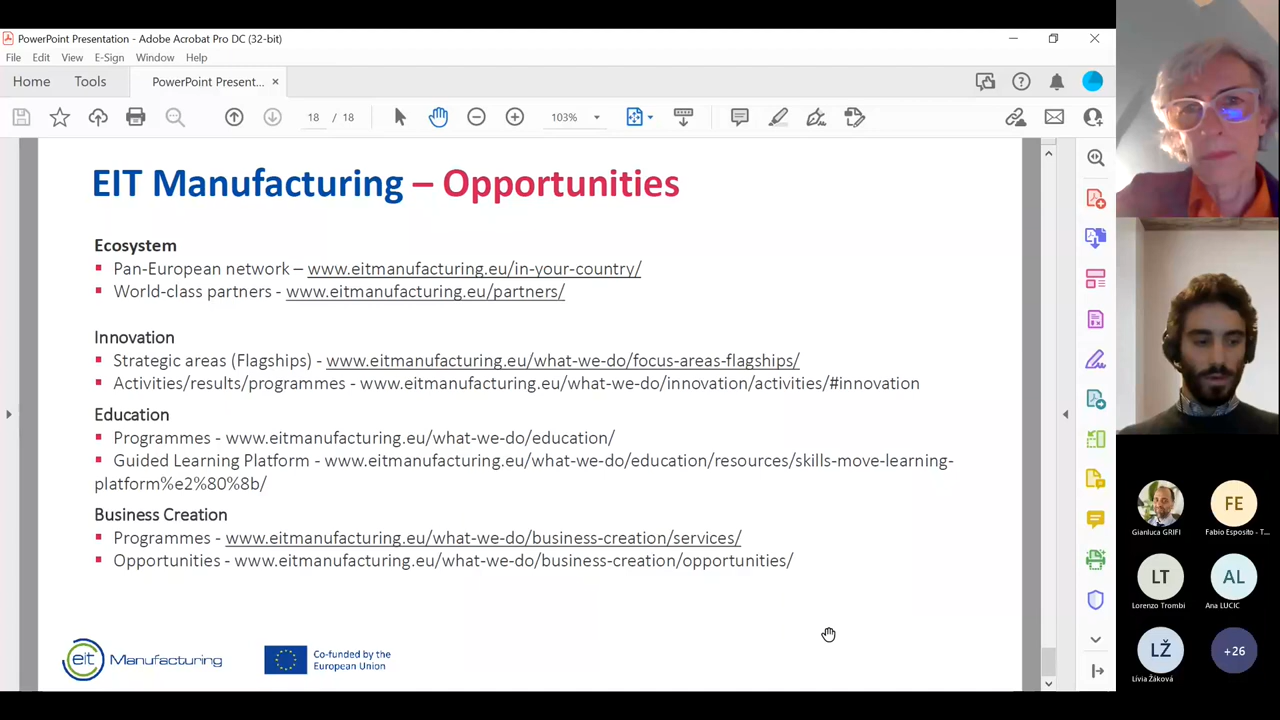 PowerPoint Presentation - Adobe Acrobat Pro DC (32-bit)
File Edit View E-Sign Window Help
Home Tools PowerPoint Present... ×
18 / 18 103%
EIT Manufacturing – Opportunities
Ecosystem
▪ Pan-European network – www.eitmanufacturing.eu/in-your-country/
▪ World-class partners - www.eitmanufacturing.eu/partners/
Innovation
▪ Strategic areas (Flagships) - www.eitmanufacturing.eu/what-we-do/focus-areas-flagships/
▪ Activities/results/programmes - www.eitmanufacturing.eu/what-we-do/innovation/activities/#innovation
Education
▪ Programmes - www.eitmanufacturing.eu/what-we-do/education/
▪ Guided Learning Platform - www.eitmanufacturing.eu/what-we-do/education/resources/skills-move-learning-
platform%e2%80%8b/
Business Creation
▪ Programmes - www.eitmanufacturing.eu/what-we-do/business-creation/services/
▪ Opportunities - www.eitmanufacturing.eu/what-we-do/business-creation/opportunities/
eit Manufacturing
Co-funded by the
European Union
FE
Gianluca GRIFI Fabio Esposito - T...
LT AL
Lorenzo Trombi Ana LUCIC
LŽ +26
Lívia Žáková